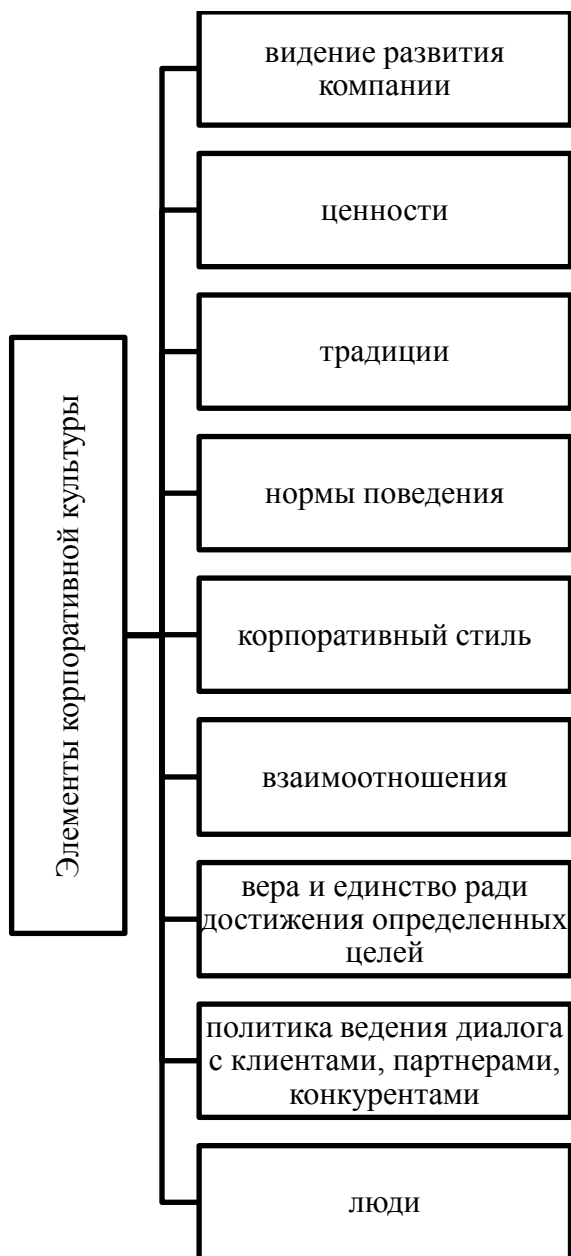 Элементы корпоративной культуры
видение развития
компании
ценности
традиции
нормы поведения
корпоративный стиль
взаимоотношения
вера и единство ради
достижения определенных
целей
политика ведения диалога
с клиентами, партнерами,
конкурентами
люди